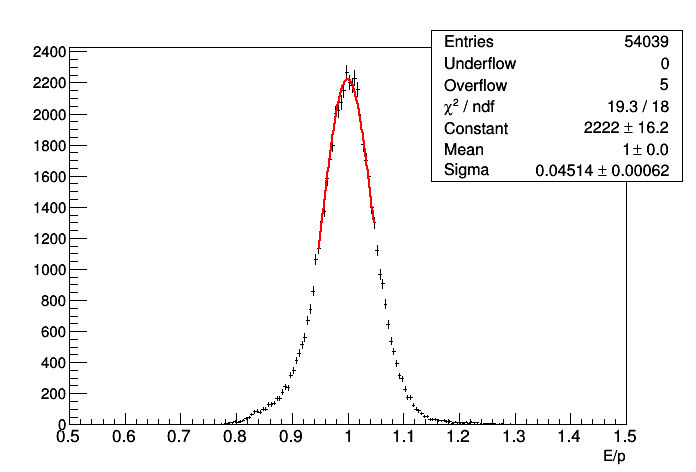 Entries 54039
Underflow 0
Overflow 5
χ² / ndf 19.3 / 18
Constant 2222 ± 16.2
Mean 1 ± 0.0
Sigma 0.04514 ± 0.00062
2400
2200
2000
1800
1600
1400
1200
1000
800
600
400
200
0
0.5 0.6 0.7 0.8 0.9 1 1.1 1.2 1.3 1.4 1.5
E/p